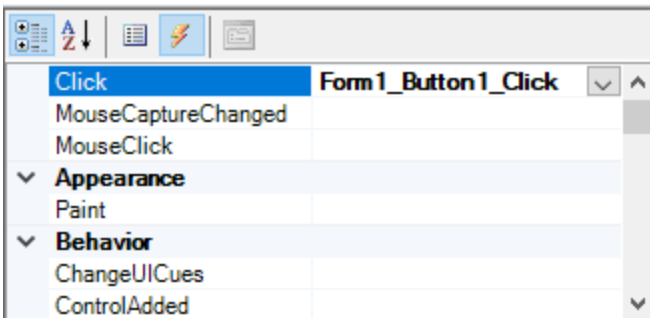 A
Z
Click Form1_Button1_Click
MouseCaptureChanged
MouseClick
Appearance
Paint
Behavior
ChangeUICues
ControlAdded